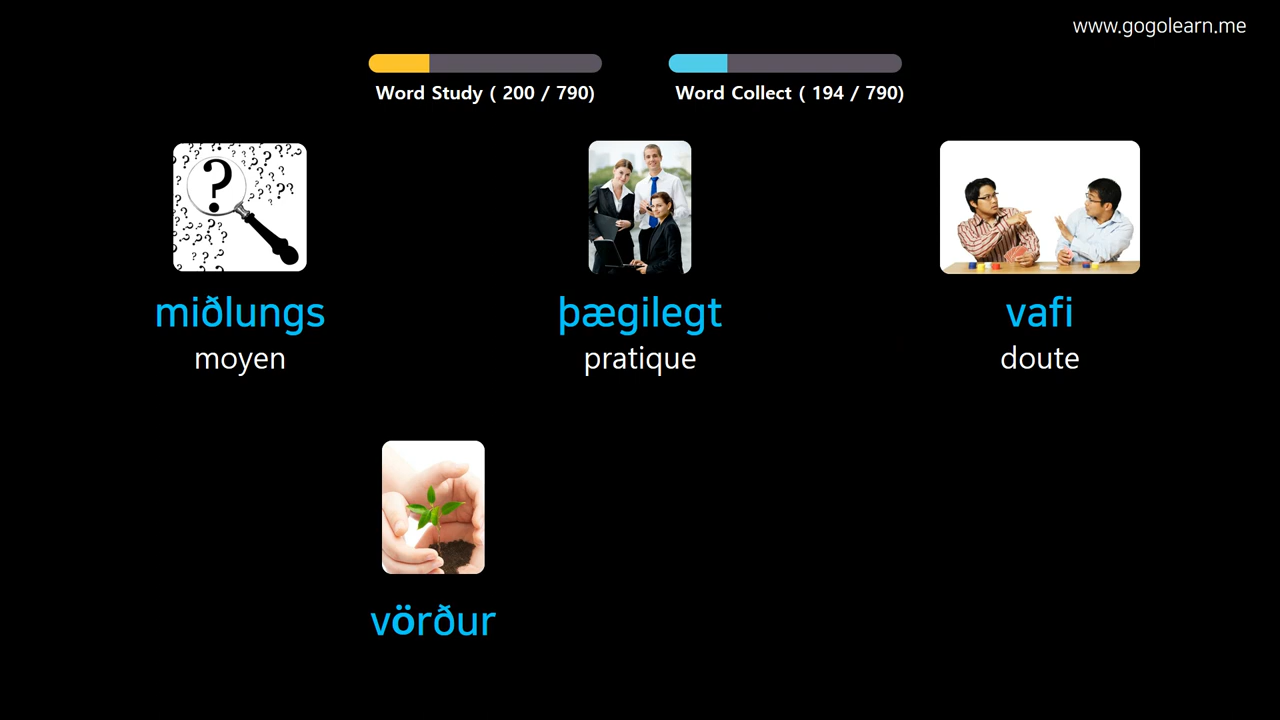 www.gogolearn.me
Word Study ( 200 / 790)
Word Collect ( 194 / 790)
miðlungs
þægilegt
vafi
moyen
pratique
doute
vörður